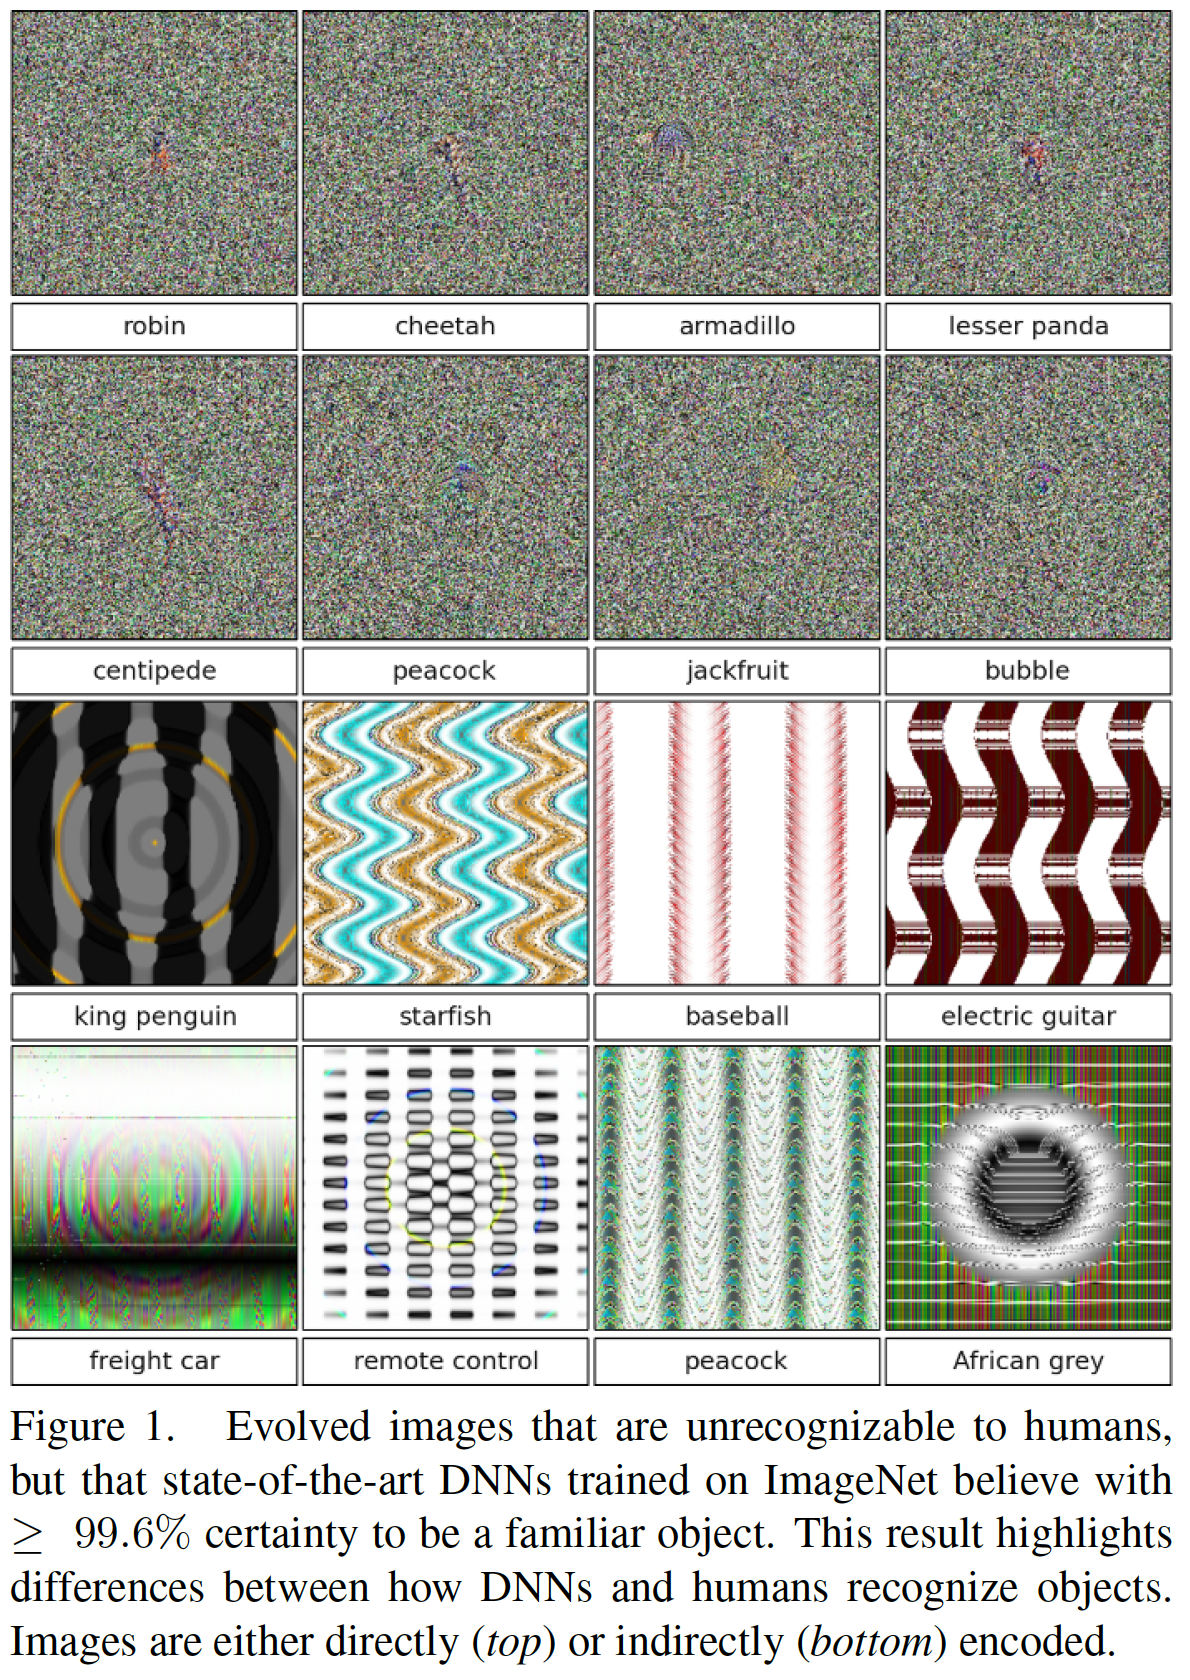 robin
cheetah
armadillo
lesser panda
centipede
peacock
jackfruit
bubble
king penguin
starfish
baseball
electric guitar
freight car
remote control
peacock
African grey
Figure 1. Evolved images that are unrecognizable to humans,
but that state-of-the-art DNNs trained on ImageNet believe with
≥ 99.6% certainty to be a familiar object. This result highlights
differences between how DNNs and humans recognize objects.
Images are either directly (top) or indirectly (bottom) encoded.